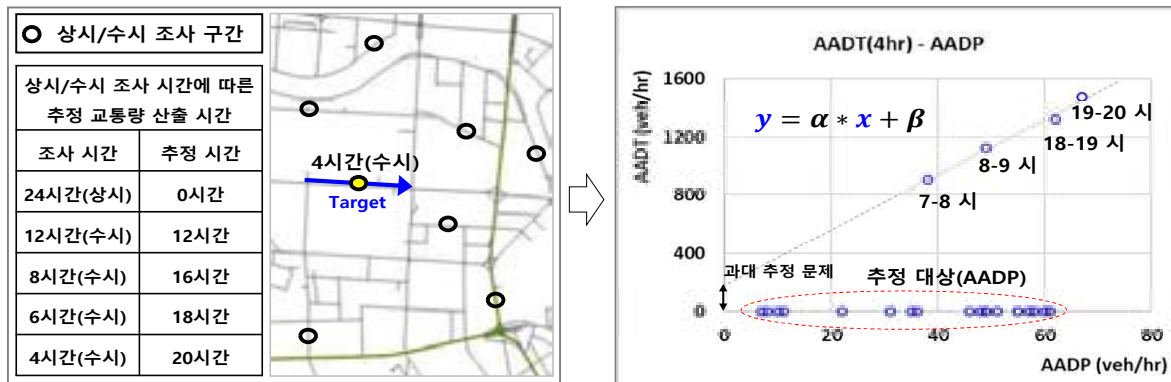 상시/수시 조사 구간
상시/수시 조사 시간에 따른
추정 교통량 산출 시간
조사 시간 추정 시간
24시간(상시) 0시간
12시간(수시) 12시간
8시간(수시) 16시간
6시간(수시) 18시간
4시간(수시) 20시간
4시간(수시)
Target
AADT(4hr) - AADP
AADT (veh/hr)
1600
1200
800
400
0
y = α * x + β
19-20 시
18-19 시
8-9 시
7-8 시
과대 추정 문제
추정 대상(AADP)
0 20 40 60 80
AADP (veh/hr)